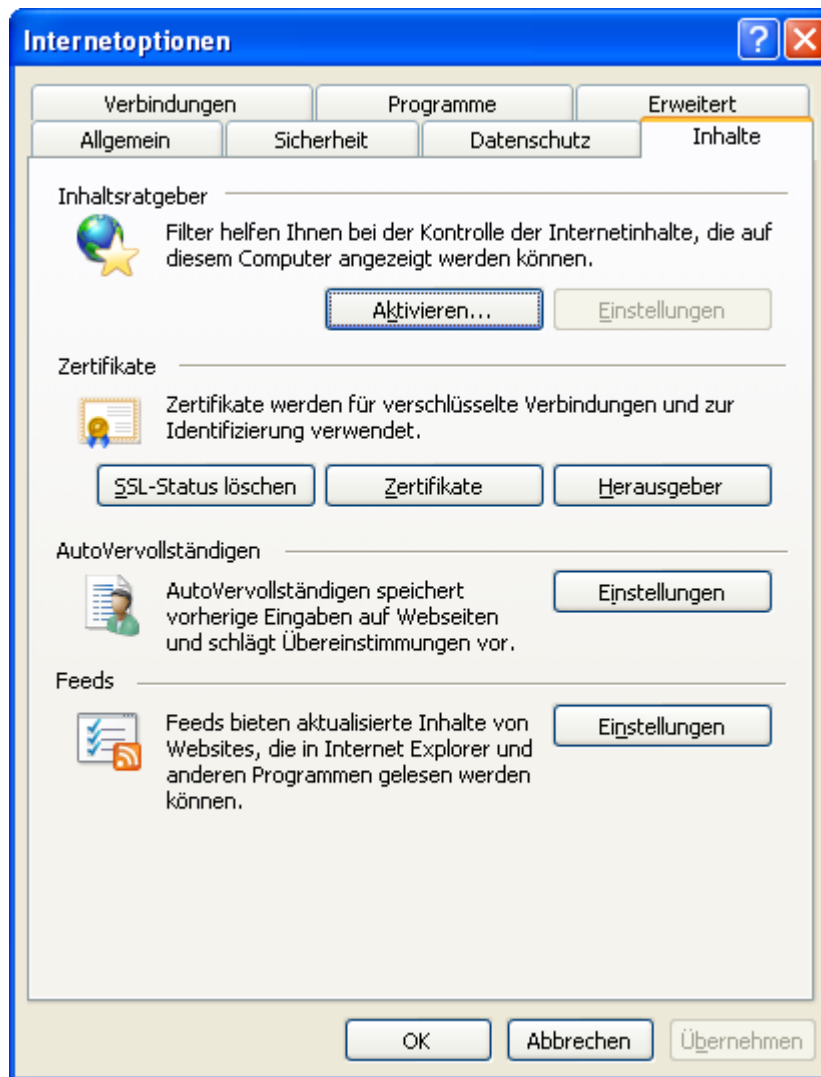 Internetoptionen
Verbindungen Programme Erweitert
Allgemein Sicherheit Datenschutz Inhalte
Inhaltsratgeber
Filter helfen Ihnen bei der Kontrolle der Internetinhalte, die auf
diesem Computer angezeigt werden können.
Aktivieren... Einstellungen
Zertifikate
Zertifikate werden für verschlüsselte Verbindungen und zur
Identifizierung verwendet.
SSL-Status löschen Zertifikate Herausgeber
AutoVervollständigen
AutoVervollständigen speichert
vorherige Eingaben auf Webseiten
und schlägt Übereinstimmungen vor.
Einstellungen
Feeds
Feeds bieten aktualisierte Inhalte von
Websites, die in Internet Explorer und
anderen Programmen gelesen werden
können.
Einstellungen
OK Abbrechen Übernehmen